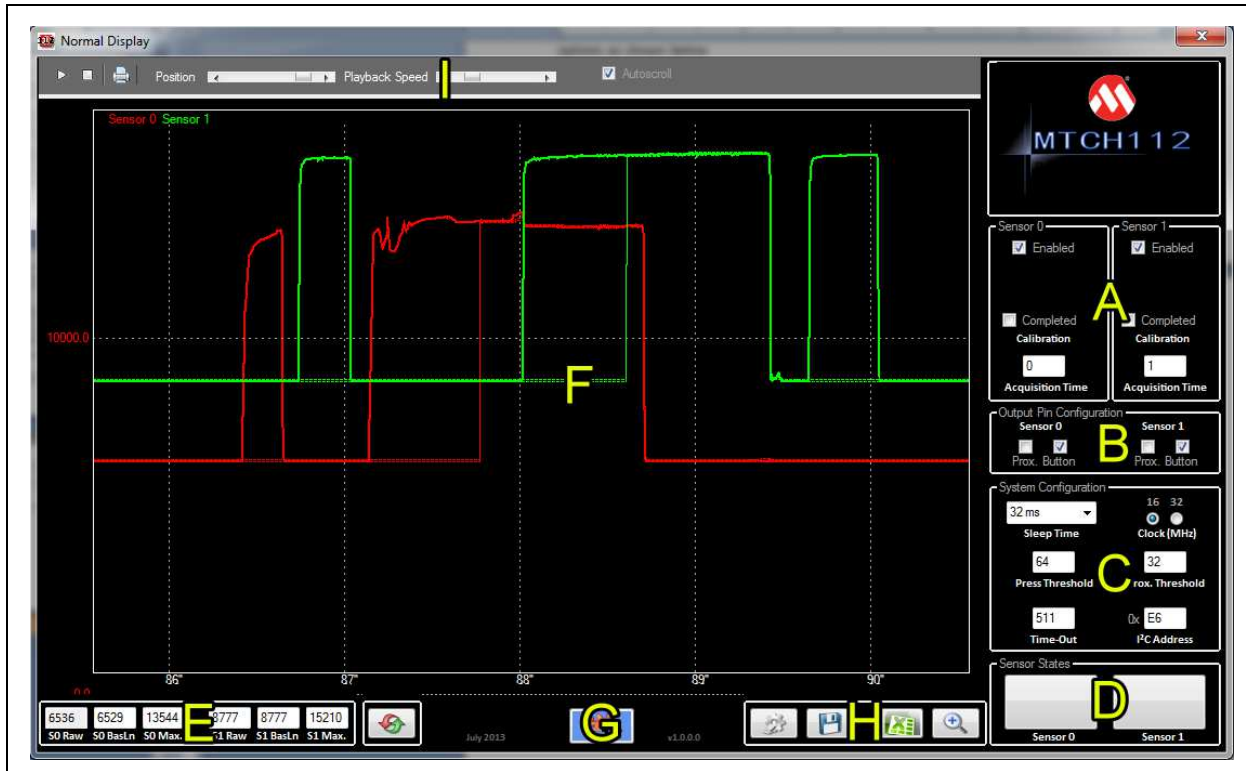 Normal Display
Position
Playback Speed
I
Autoscroll
Sensor 0 Sensor 1
10000.0
0.0
86" 87" 88" 89" 90"
F
MTCH112
Sensor 0
Sensor 1
Enabled
Enabled
A
Completed
Completed
Calibration
Calibration
0
1
Acquisition Time
Acquisition Time
Output Pin Configuration
Sensor 0
Sensor 1
B
Prox. Button
Prox. Button
System Configuration
32 ms
16 32
Sleep Time
Clock (MHz)
64
32
C
Press Threshold
rox. Threshold
511
0x E6
Time-Out
I²C Address
Sensor States
D
Sensor 0
Sensor 1
6536 6529 13544 8777 8777 15210
E
S0 Raw S0 BasLn S0 Max. S1 Raw S1 BasLn S1 Max.
July 2013
G
v1.0.0.0
H